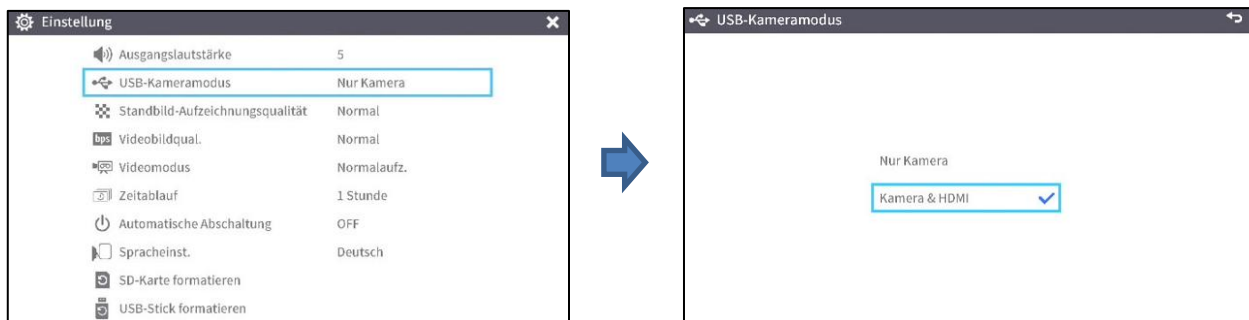 Einstellung
Ausgangslautstärke 5
USB-Kameramodus Nur Kamera
Standbild-Aufzeichnungsqualität Normal
bps Videobildqual. Normal
Videomodus Normalaufz.
Zeitablauf 1 Stunde
Automatische Abschaltung OFF
Spracheinst. Deutsch
SD-Karte formatieren
USB-Stick formatieren
USB-Kameramodus
Nur Kamera
Kamera & HDMI